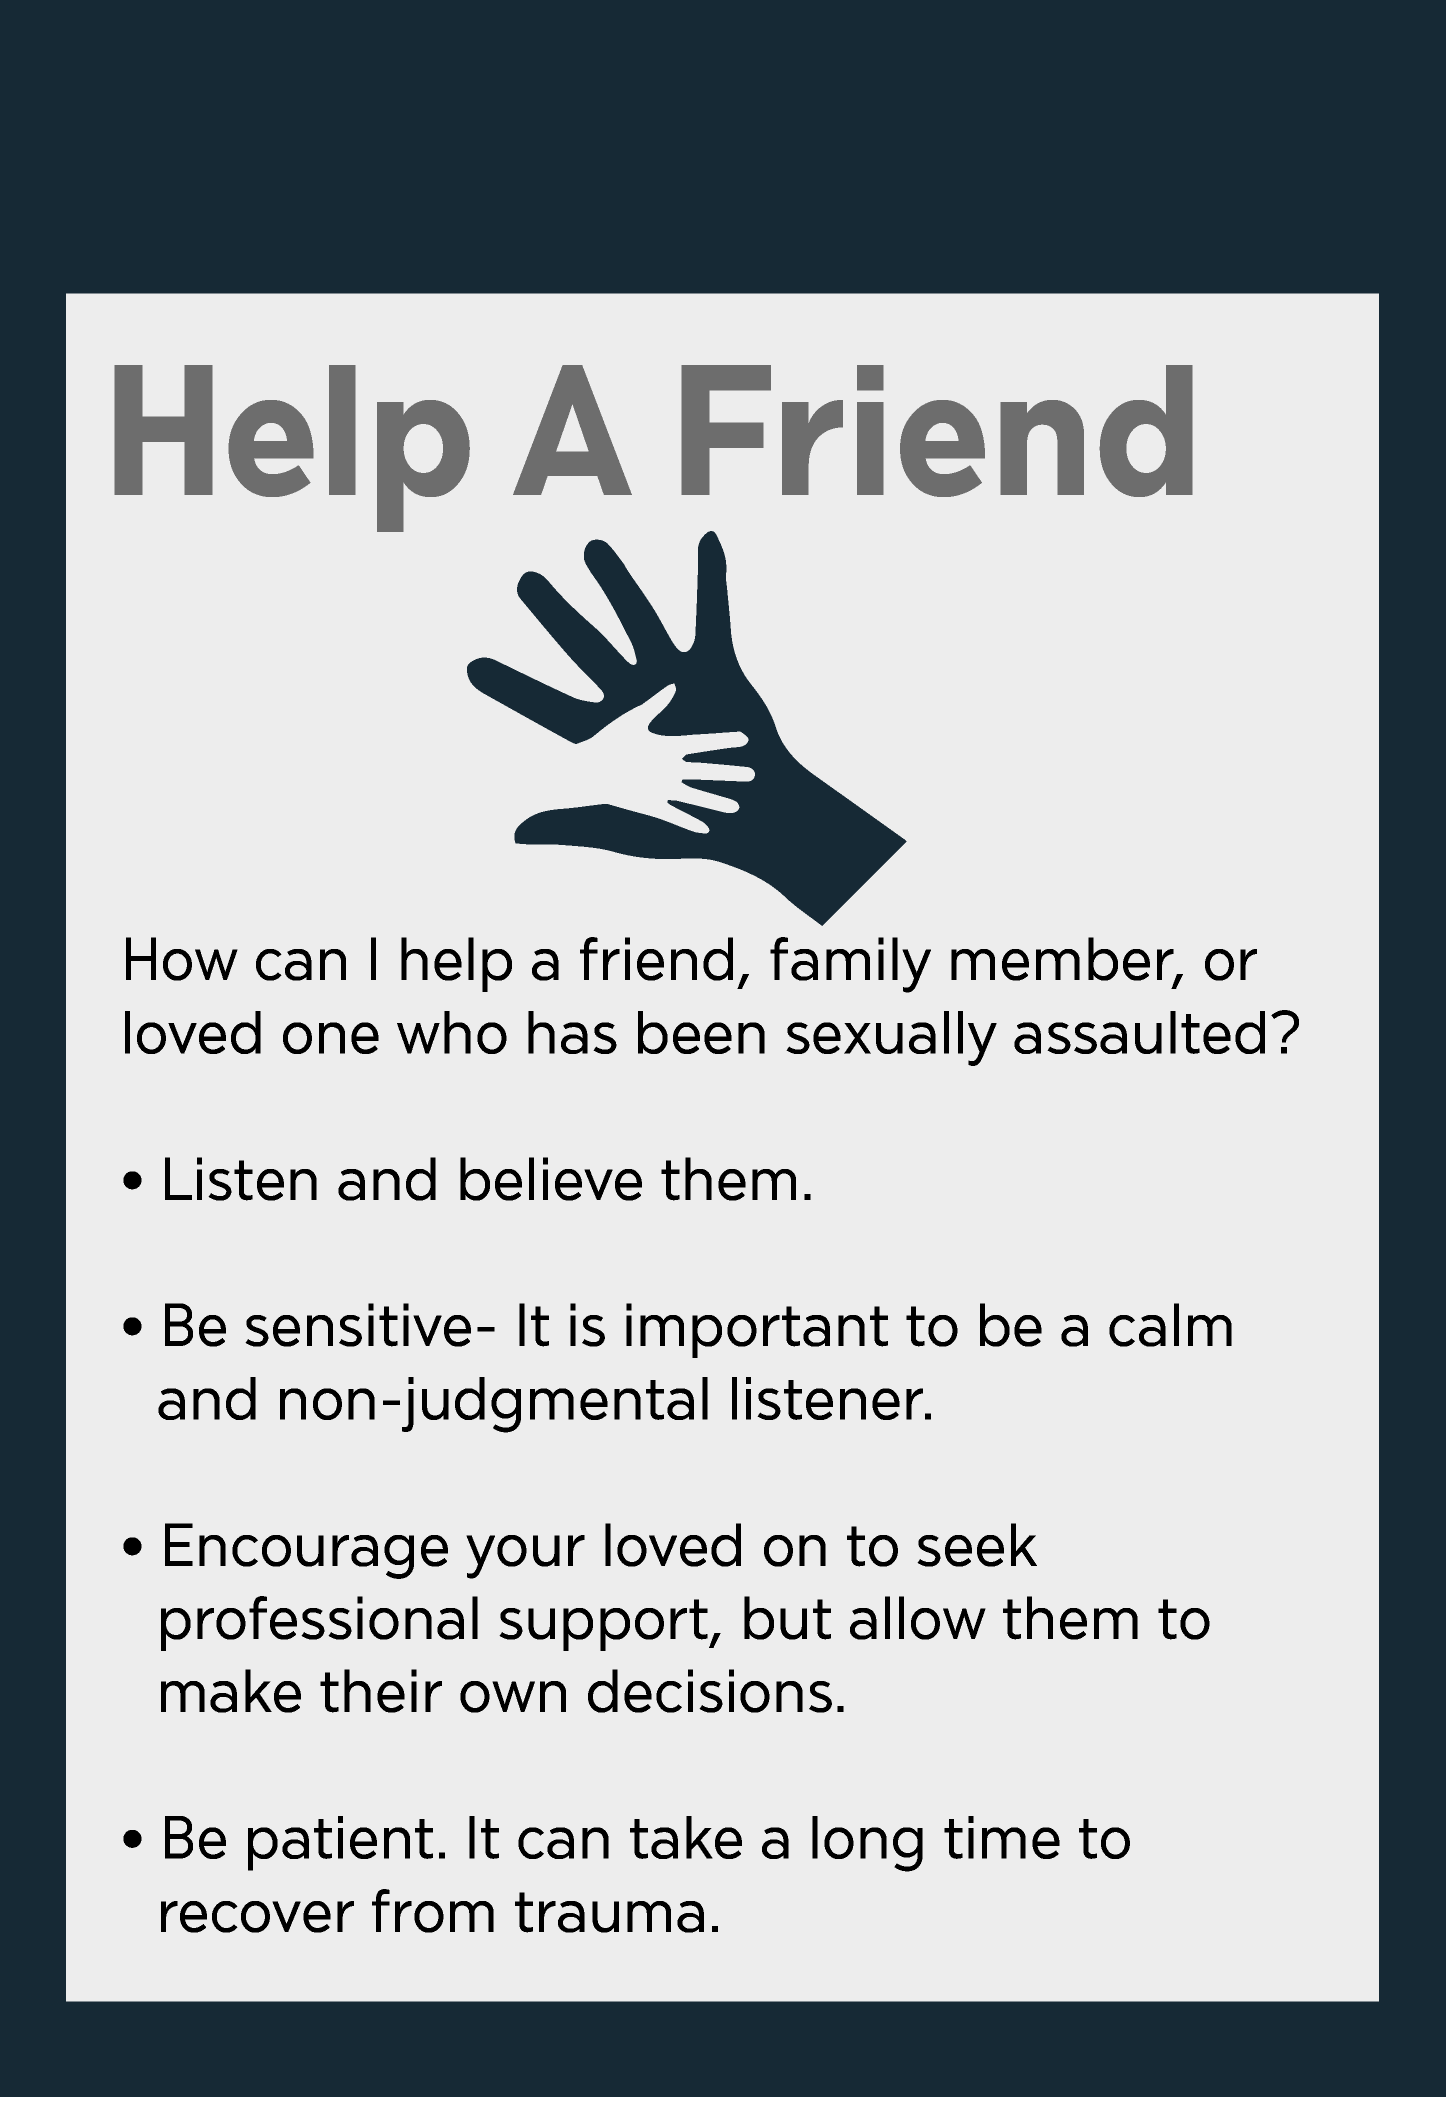 Help A Friend
How can I help a friend, family member, or
loved one who has been sexually assaulted?
• Listen and believe them.
• Be sensitive- It is important to be a calm
and non-judgmental listener.
• Encourage your loved on to seek
professional support, but allow them to
make their own decisions.
• Be patient. It can take a long time to
recover from trauma.